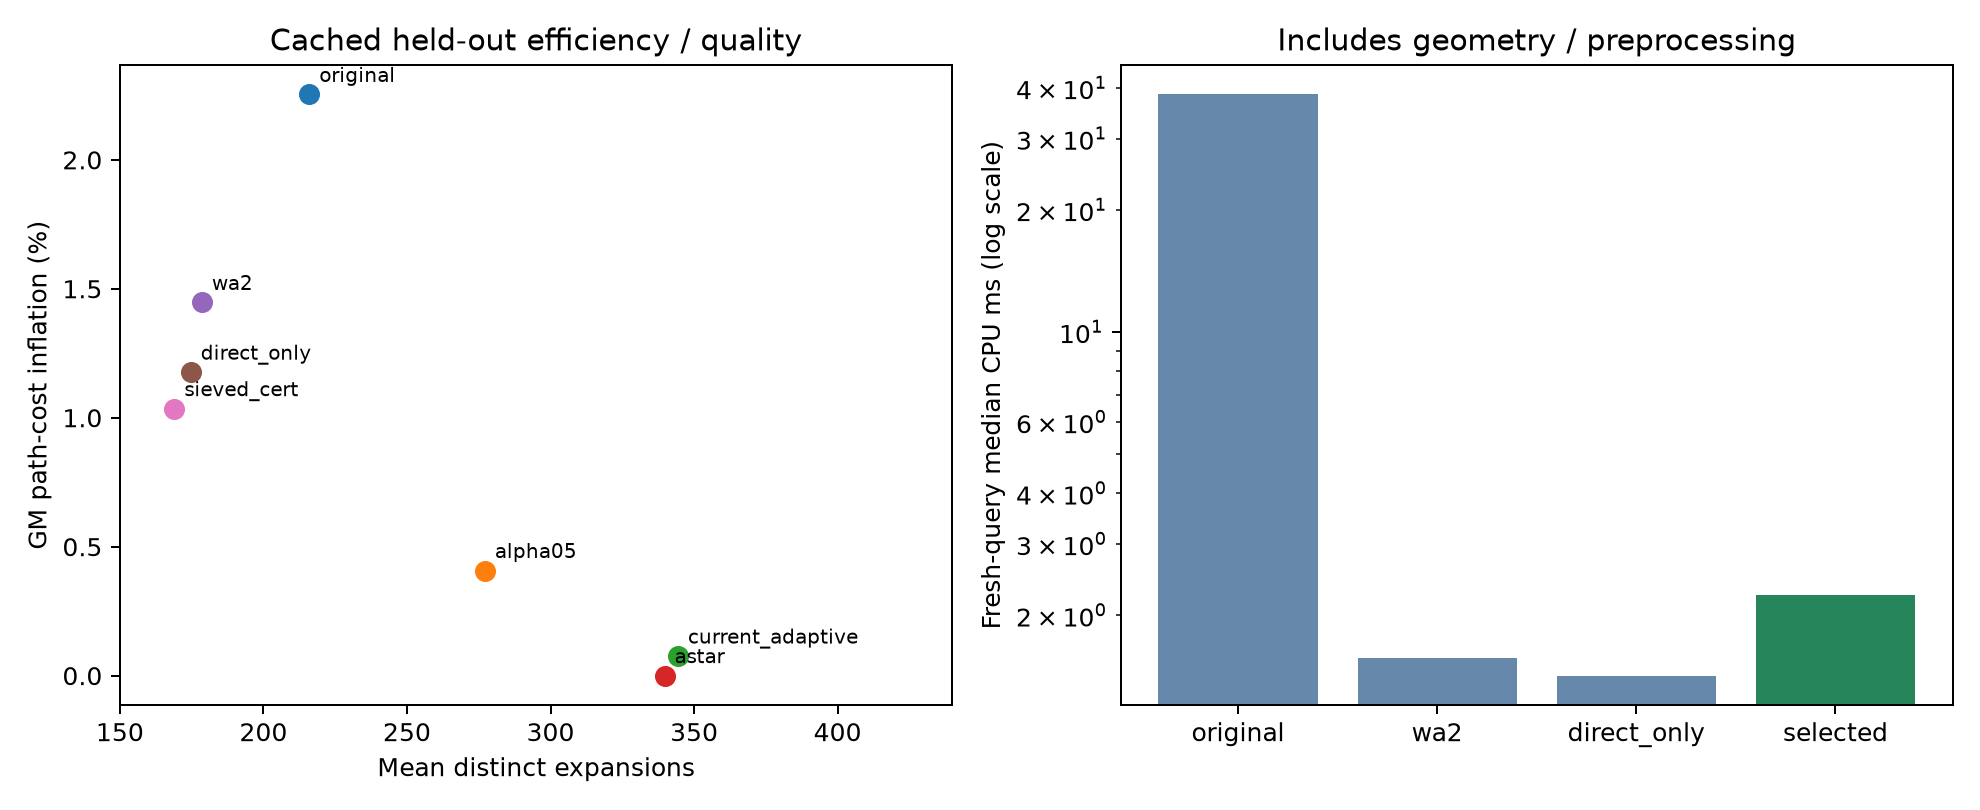 Cached held-out efficiency / quality
GM path-cost inflation (%)
2.0
1.5
1.0
0.5
0.0
original
wa2
direct_only
sieved_cert
alpha05
current_adaptive
astar
150 200 250 300 350 400
Mean distinct expansions
Includes geometry / preprocessing
Fresh-query median CPU ms (log scale)
4 × 10¹
3 × 10¹
2 × 10¹
10¹
6 × 10⁰
4 × 10⁰
3 × 10⁰
2 × 10⁰
original wa2 direct_only selected